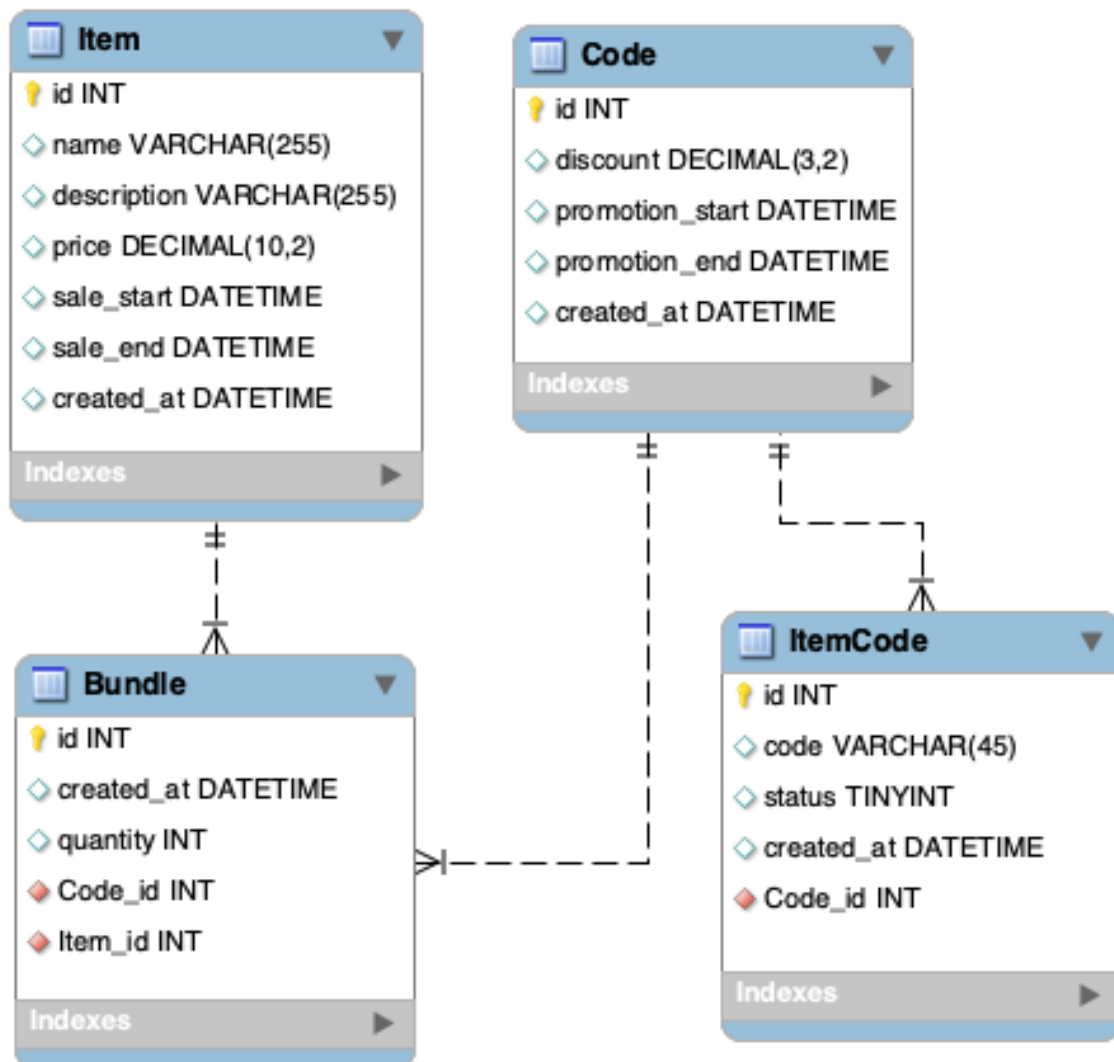 Item
id INT
name VARCHAR(255)
description VARCHAR(255)
price DECIMAL(10,2)
sale_start DATETIME
sale_end DATETIME
created_at DATETIME
Indexes
Code
id INT
discount DECIMAL(3,2)
promotion_start DATETIME
promotion_end DATETIME
created_at DATETIME
Indexes
Bundle
id INT
created_at DATETIME
quantity INT
Code_id INT
Item_id INT
Indexes
ItemCode
id INT
code VARCHAR(45)
status TINYINT
created_at DATETIME
Code_id INT
Indexes